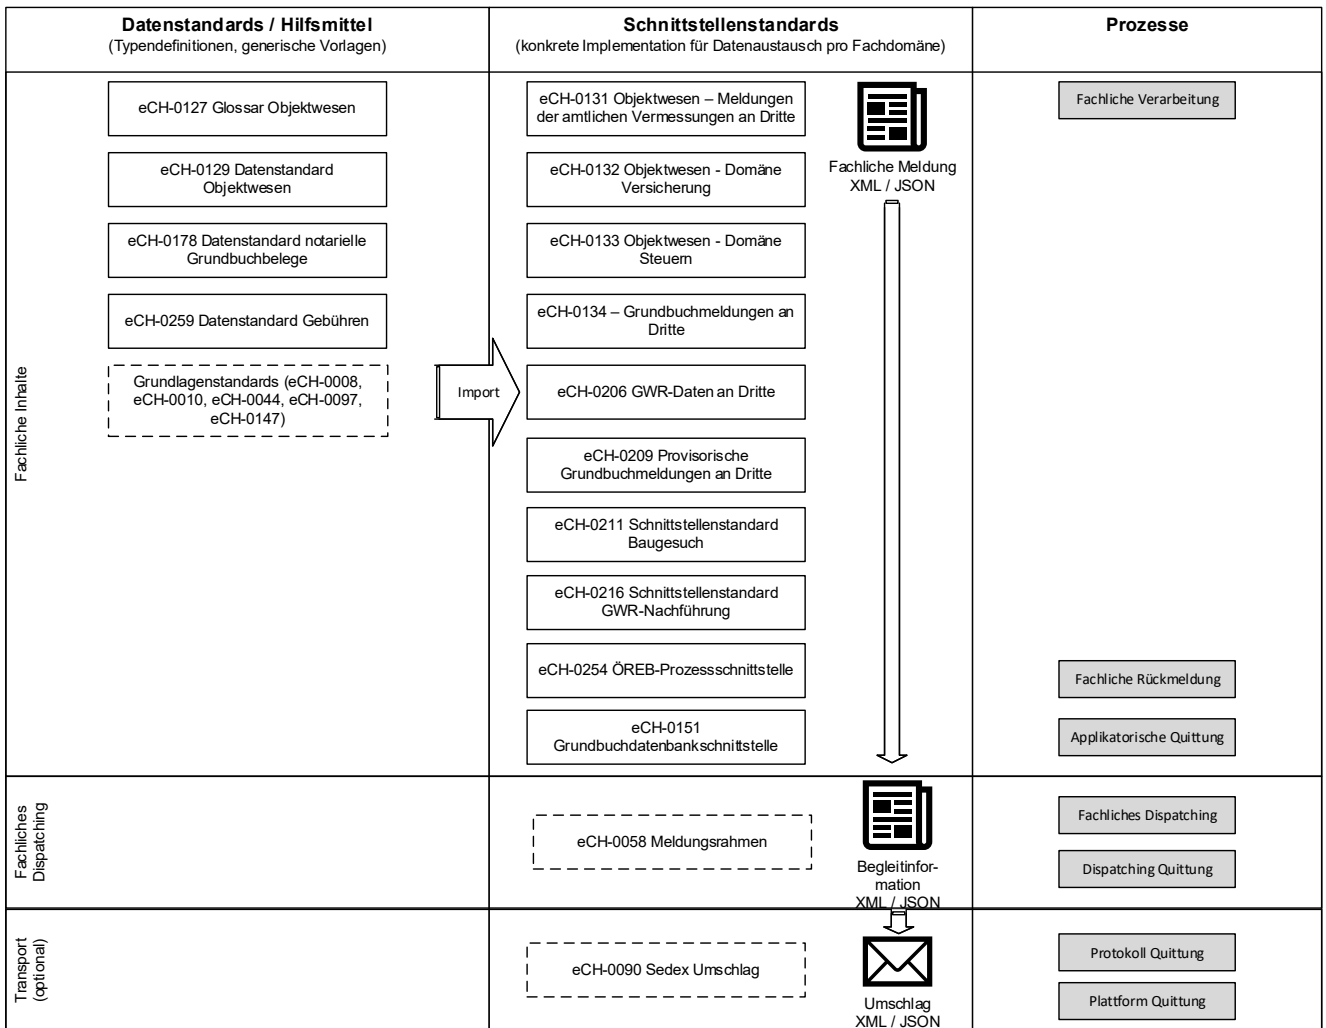 Datenstandards / Hilfsmittel
(Typendefinitionen, generische Vorlagen)
Schnittstellenstandards
(konkrete Implementation für Datenaustausch pro Fachdomäne)
Prozesse
Fachliche Inhalte
eCH-0127 Glossar Objektwesen
eCH-0129 Datenstandard
Objektwesen
eCH-0178 Datenstandard notarielle
Grundbuchbelege
eCH-0259 Datenstandard Gebühren
Grundlagenstandards (eCH-0008,
eCH-0010, eCH-0044, eCH-0097,
eCH-0147)
Import
eCH-0131 Objektwesen – Meldungen
der amtlichen Vermessungen an Dritte
eCH-0132 Objektwesen - Domäne
Versicherung
eCH-0133 Objektwesen - Domäne
Steuern
eCH-0134 – Grundbuchmeldungen an
Dritte
eCH-0206 GWR-Daten an Dritte
eCH-0209 Provisorische
Grundbuchmeldungen an Dritte
eCH-0211 Schnittstellenstandard
Baugesuch
eCH-0216 Schnittstellenstandard
GWR-Nachführung
eCH-0254 ÖREB-Prozessschnittstelle
eCH-0151
Grundbuchdatenbankschnittstelle
Fachliche Meldung
XML / JSON
Fachliche Verarbeitung
Fachliche Rückmeldung
Applikatorische Quittung
Fachliches
Dispatching
eCH-0058 Meldungsrahmen
Begleitinfor-
mation
XML / JSON
Fachliches Dispatching
Dispatching Quittung
Transport
(optional)
eCH-0090 Sedex Umschlag
Umschlag
XML / JSON
Protokoll Quittung
Plattform Quittung